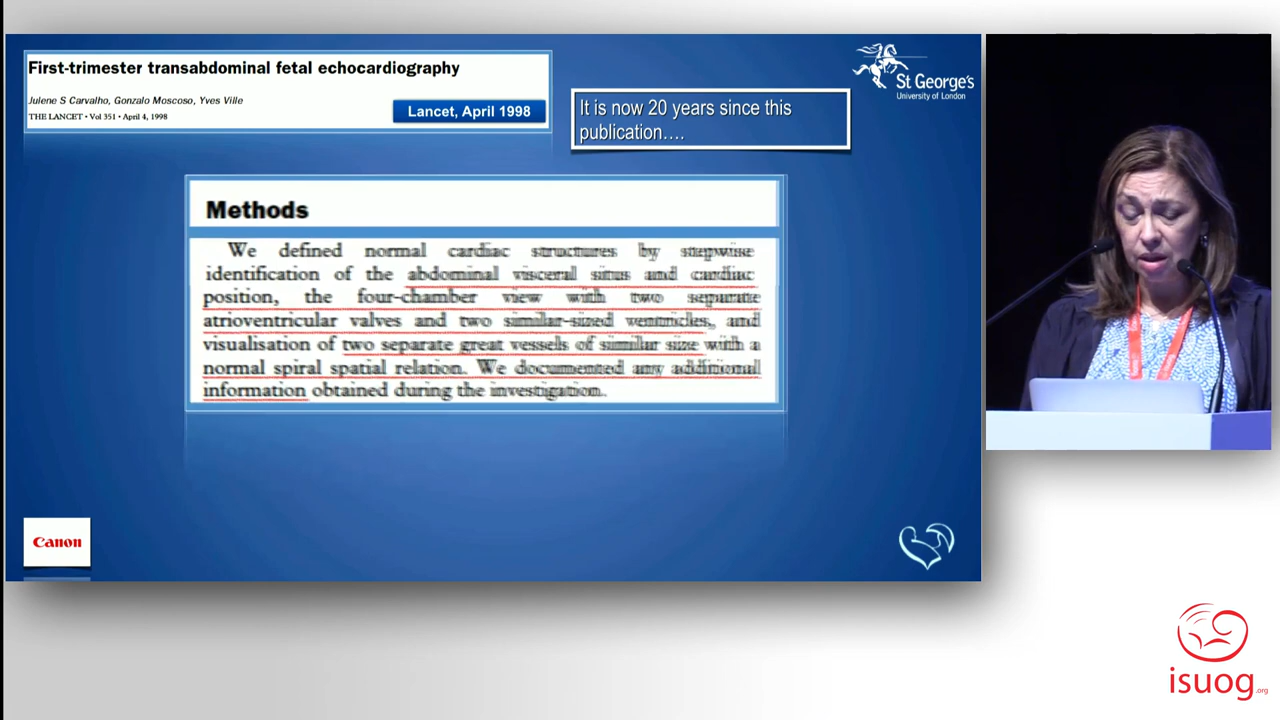 First-trimester transabdominal fetal echocardiography
Julene S Carvalho, Gonzalo Moscoso, Yves Ville
THE LANCET • Vol 351 • April 4, 1998
Lancet, April 1998
It is now 20 years since this
publication....
St George's
University of London
Methods
We defined normal cardiac structures by stepwise
identification of the abdominal visceral situs and cardiac
position, the four-chamber view with two separate
atrioventricular valves and two similar-sized ventricles, and
visualisation of two separate great vessels of similar size with a
normal spiral spatial relation. We documented any additional
information obtained during the investigation.
Canon
isuog.org